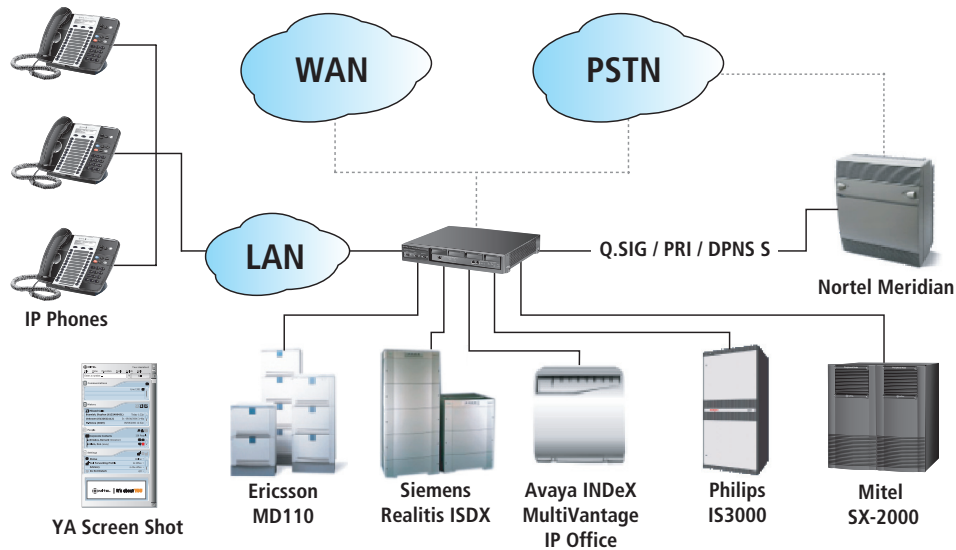 WAN
PSTN
LAN
Q.SIG / PRI / DPNS S
Nortel Meridian
IP Phones
YA Screen Shot
Ericsson
MD110
Siemens
Realitis ISDX
Avaya INDeX
MultiVantage
IP Office
Philips
IS3000
Mitel
SX-2000